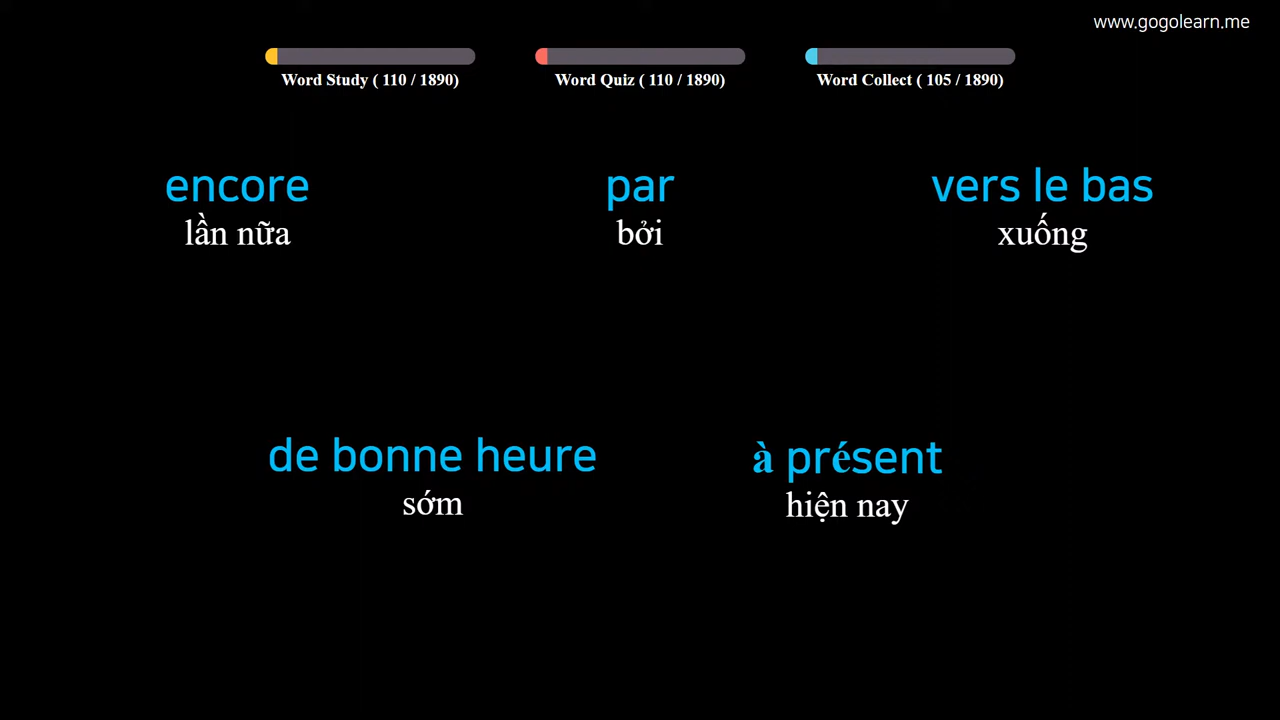 www.gogolearn.me
Word Study ( 110 / 1890)
Word Quiz ( 110 / 1890)
Word Collect ( 105 / 1890)
encore
lần nữa
par
bởi
vers le bas
xuống
de bonne heure
sớm
à présent
hiện nay